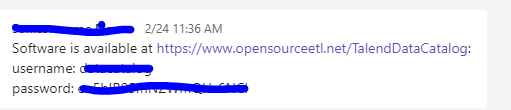 2/24 11:36 AM
Software is available at https://www.opensourceetl.net/TalendDataCatalog:
username:
password: